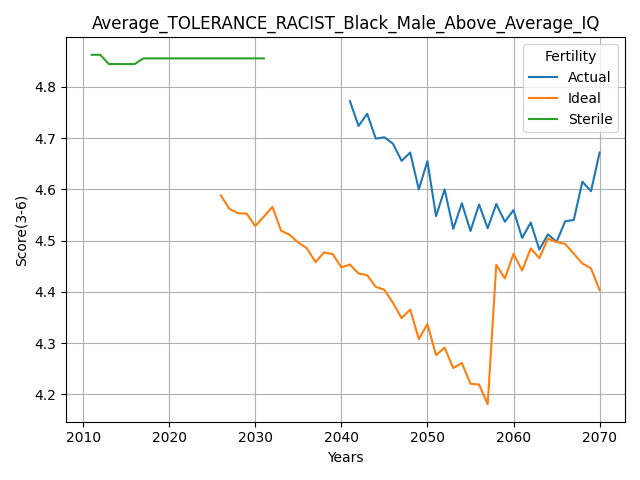 Average_TOLERANCE_RACIST_Black_Male_Above_Average_IQ
Fertility
Actual
Ideal
Sterile
Score(3-6)
4.8
4.7
4.6
4.5
4.4
4.3
4.2
2010 2020 2030 2040 2050 2060 2070
Years